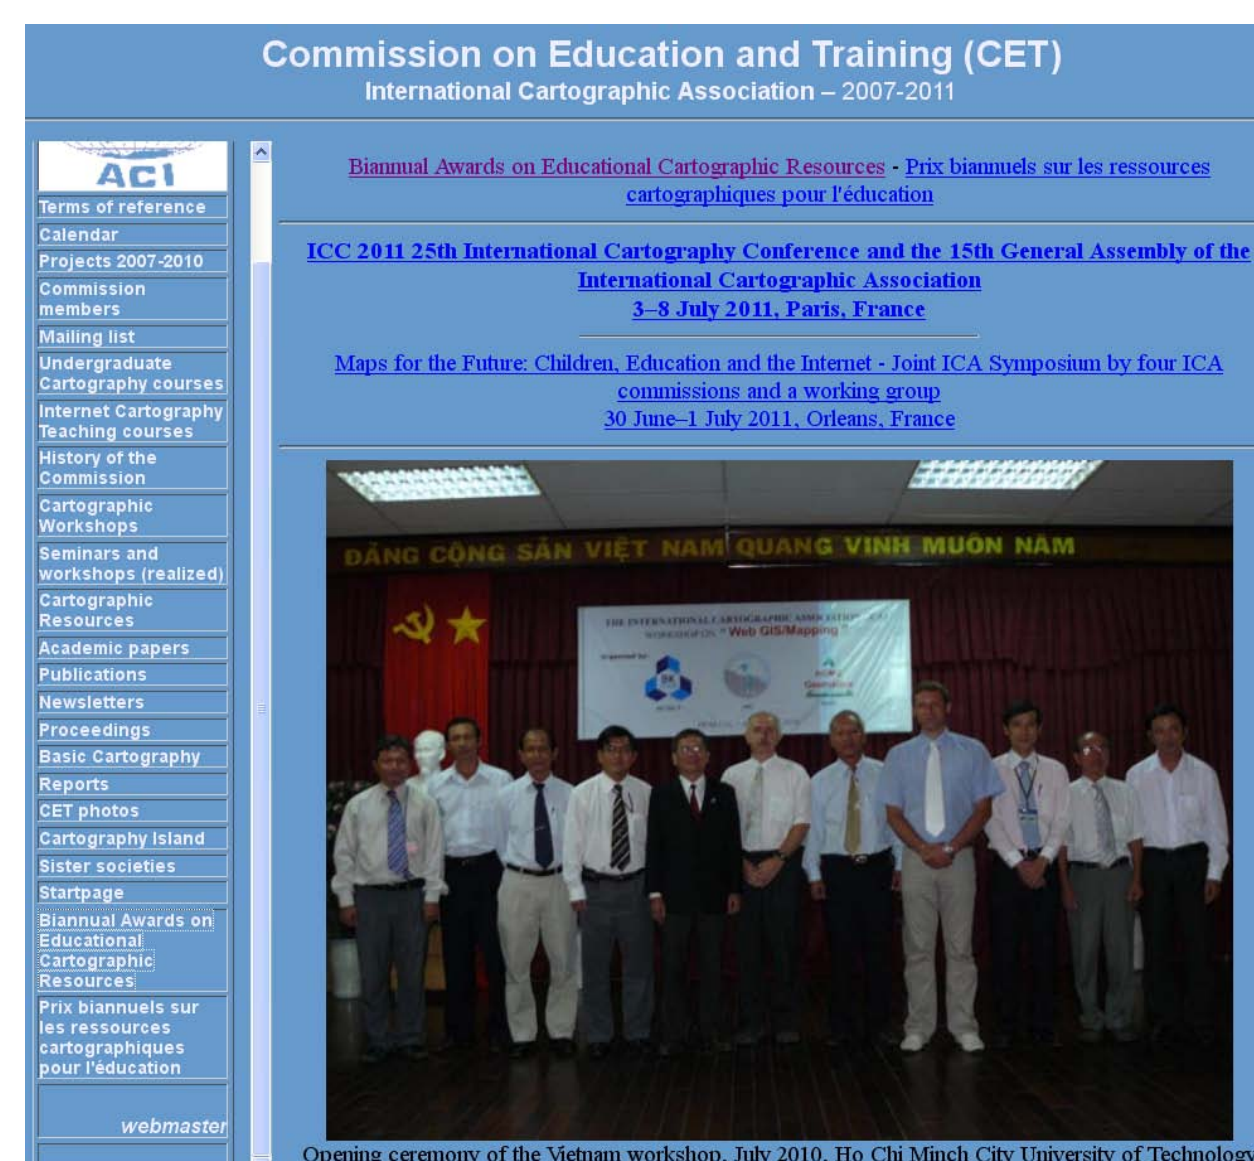 Commission on Education and Training (CET)
International Cartographic Association – 2007-2011
ACI
Terms of reference
Calendar
Projects 2007-2010
Commission
members
Mailing list
Undergraduate
Cartography courses
Internet Cartography
Teaching courses
History of the
Commission
Cartographic
Workshops
Seminars and
workshops (realized)
Cartographic
Resources
Academic papers
Publications
Newsletters
Proceedings
Basic Cartography
Reports
CET photos
Cartography Island
Sister societies
Startpage
Biannual Awards on
Educational
Cartographic
Resources
Prix biannuels sur
les ressources
cartographiques
pour l'éducation
webmaster
Biannual Awards on Educational Cartographic Resources - Prix biannuels sur les ressources
cartographiques pour l'éducation
ICC 2011 25th International Cartography Conference and the 15th General Assembly of the
International Cartographic Association
3–8 July 2011, Paris, France
Maps for the Future: Children, Education and the Internet - Joint ICA Symposium by four ICA
commissions and a working group
30 June–1 July 2011, Orleans, France
ĐẢNG CỘNG SẢN VIỆT NAM QUANG VINH MUÔN NĂM
THE INTERNATIONAL CARTOGRAPHIC ASSOCIATION
WORKSHOP ON " Web GIS/Mapping "
Opening ceremony of the Vietnam workshop, July 2010, Ho Chi Minch City University of Technology